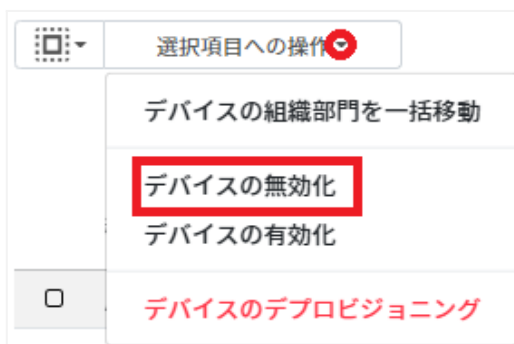 選択項目への操作
デバイスの組織部門を一括移動
デバイスの無効化
デバイスの有効化
デバイスのデプロビジョニング